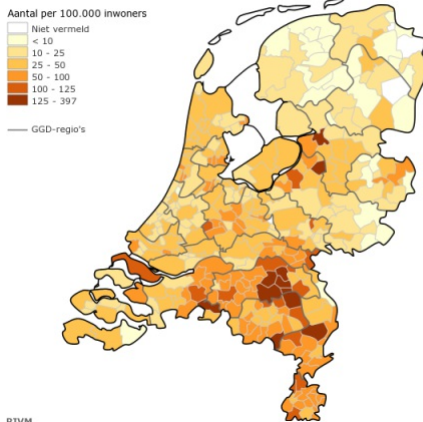 Aantal per 100.000 inwoners
Niet vermeld
< 10
10 - 25
25 - 50
50 - 100
100 - 125
125 - 397
GGD-regio's
RIVM